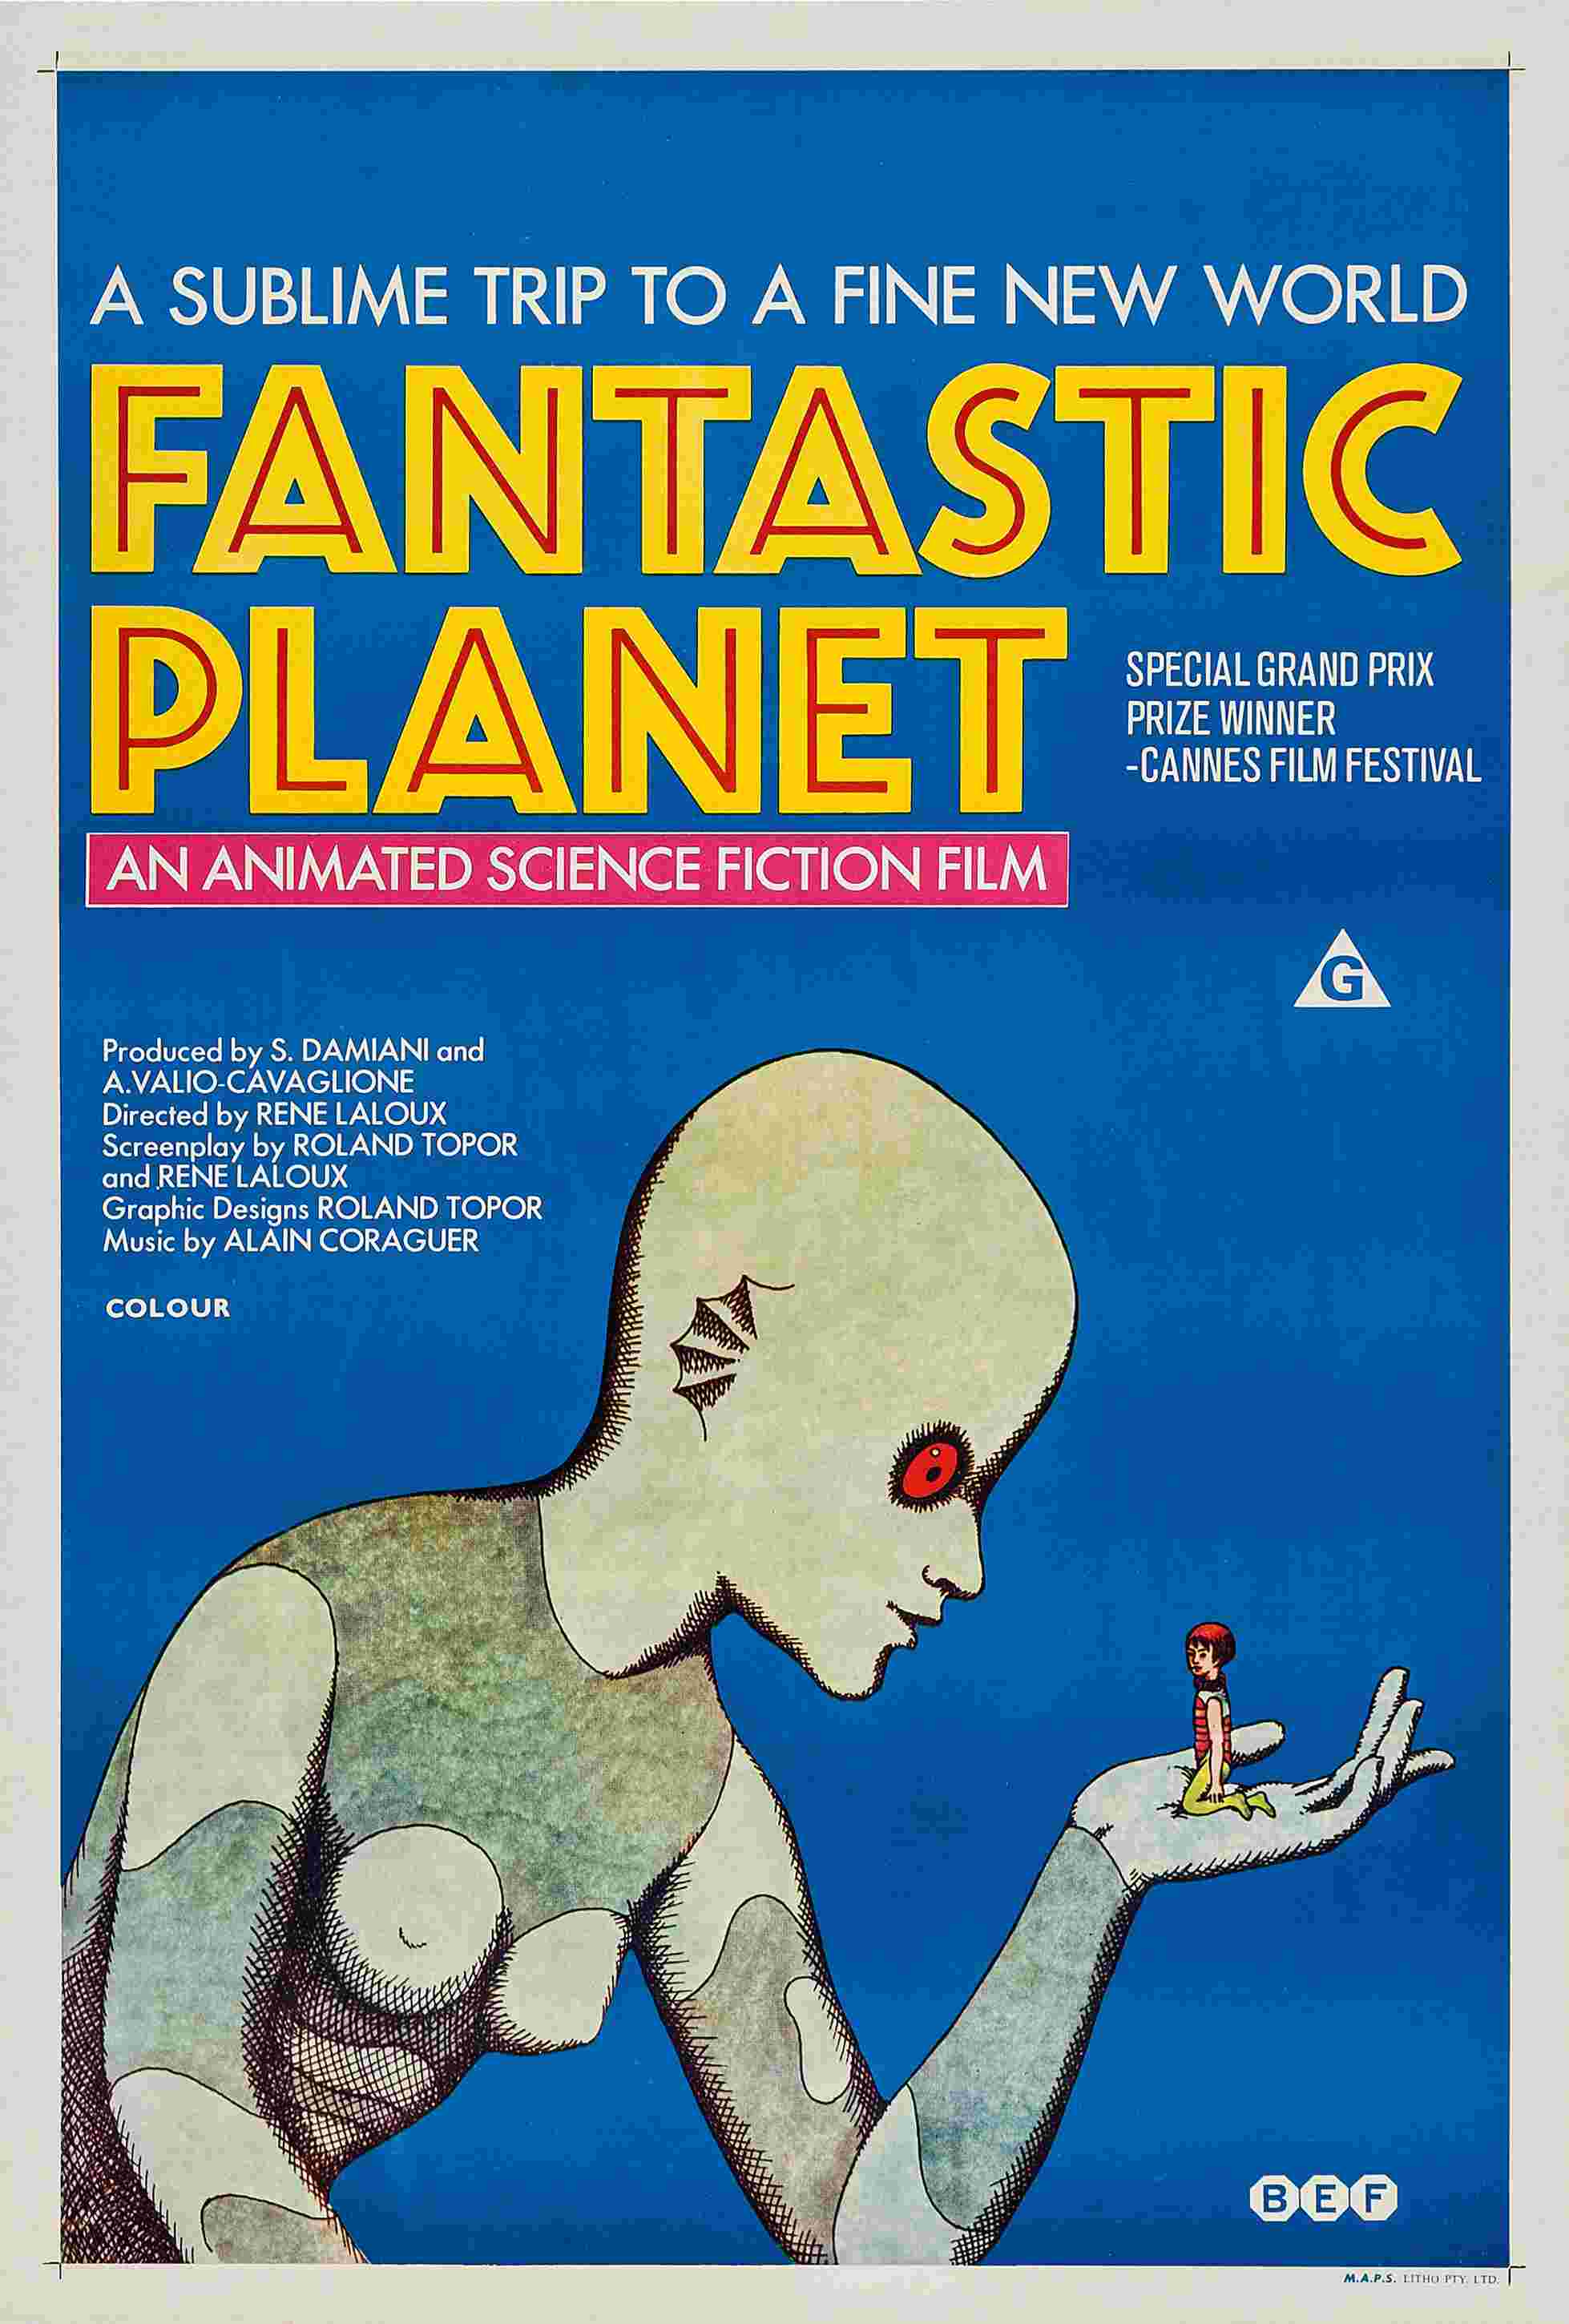 A SUBLIME TRIP TO A FINE NEW WORLD
FANTASTIC
PLANET
SPECIAL GRAND PRIX
PRIZE WINNER
-CANNES FILM FESTIVAL
AN ANIMATED SCIENCE FICTION FILM
G
Produced by S. DAMIANI and
A.VALIO-CAVAGLIONE
Directed by RENE LALOUX
Screenplay by ROLAND TOPOR
and RENE LALOUX
Graphic Designs ROLAND TOPOR
Music by ALAIN CORAGUER
COLOUR
BEF
M.A.P.S. LITHO PTY. LTD.